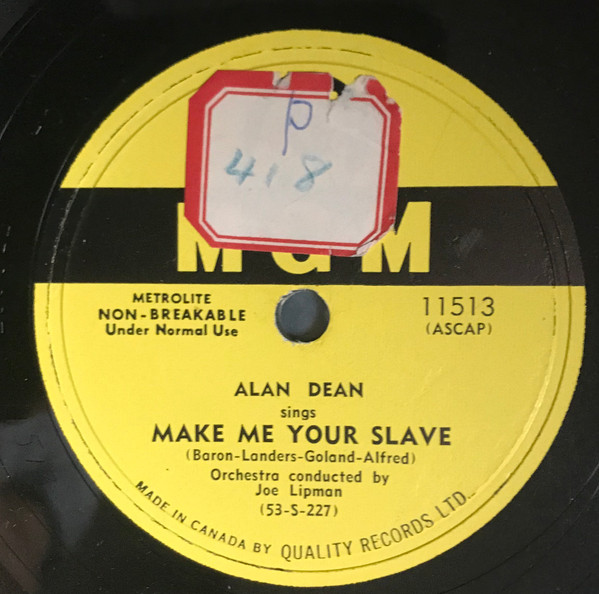 P
418
MGM
METROLITE
NON-BREAKABLE
Under Normal Use
11513
(ASCAP)
ALAN DEAN
sings
MAKE ME YOUR SLAVE
(Baron-Landers-Goland-Alfred)
Orchestra conducted by
Joe Lipman
(53-S-227)
MADE IN CANADA BY QUALITY RECORDS LTD.